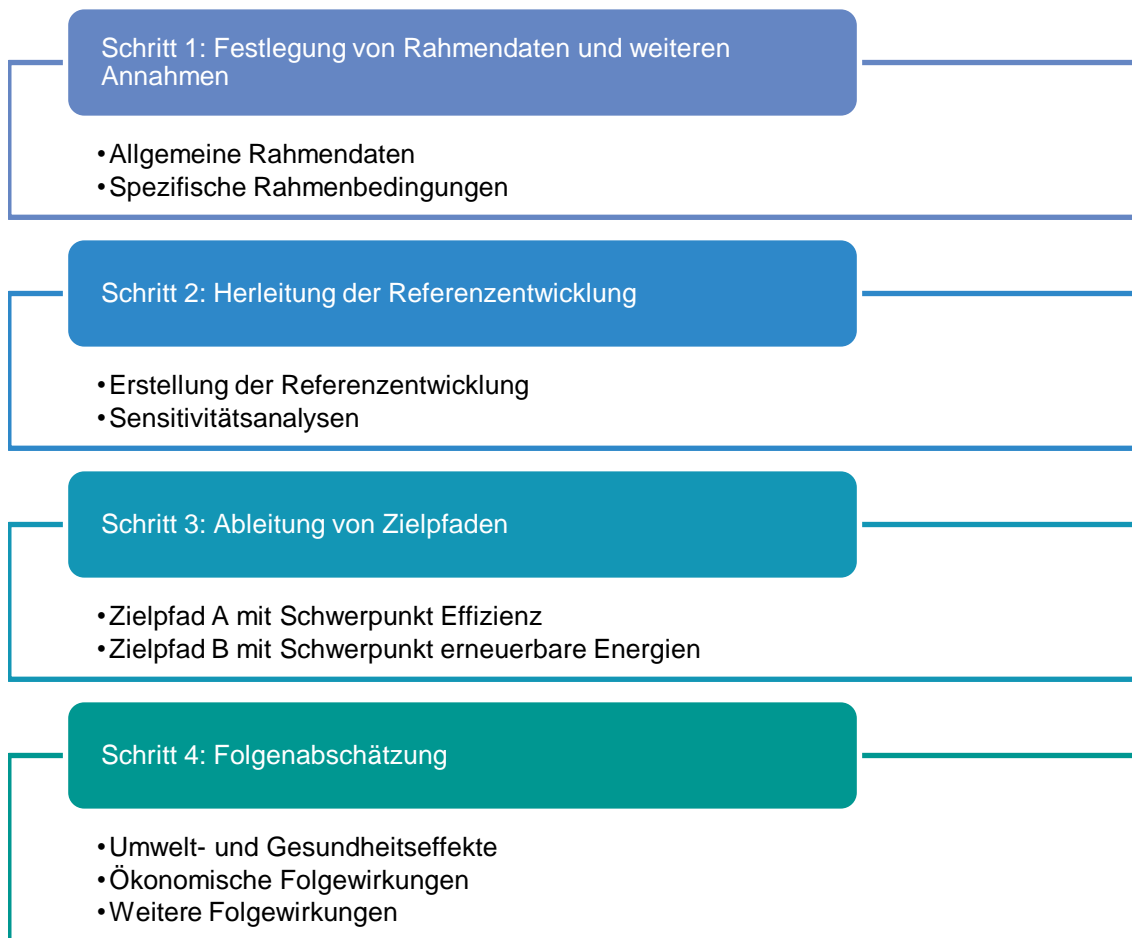 Schritt 1: Festlegung von Rahmendaten und weiteren
Annahmen
•Allgemeine Rahmendaten
•Spezifische Rahmenbedingungen
Schritt 2: Herleitung der Referenzentwicklung
•Erstellung der Referenzentwicklung
•Sensitivitätsanalysen
Schritt 3: Ableitung von Zielpfaden
•Zielpfad A mit Schwerpunkt Effizienz
•Zielpfad B mit Schwerpunkt erneuerbare Energien
Schritt 4: Folgenabschätzung
•Umwelt- und Gesundheitseffekte
•Ökonomische Folgewirkungen
•Weitere Folgewirkungen